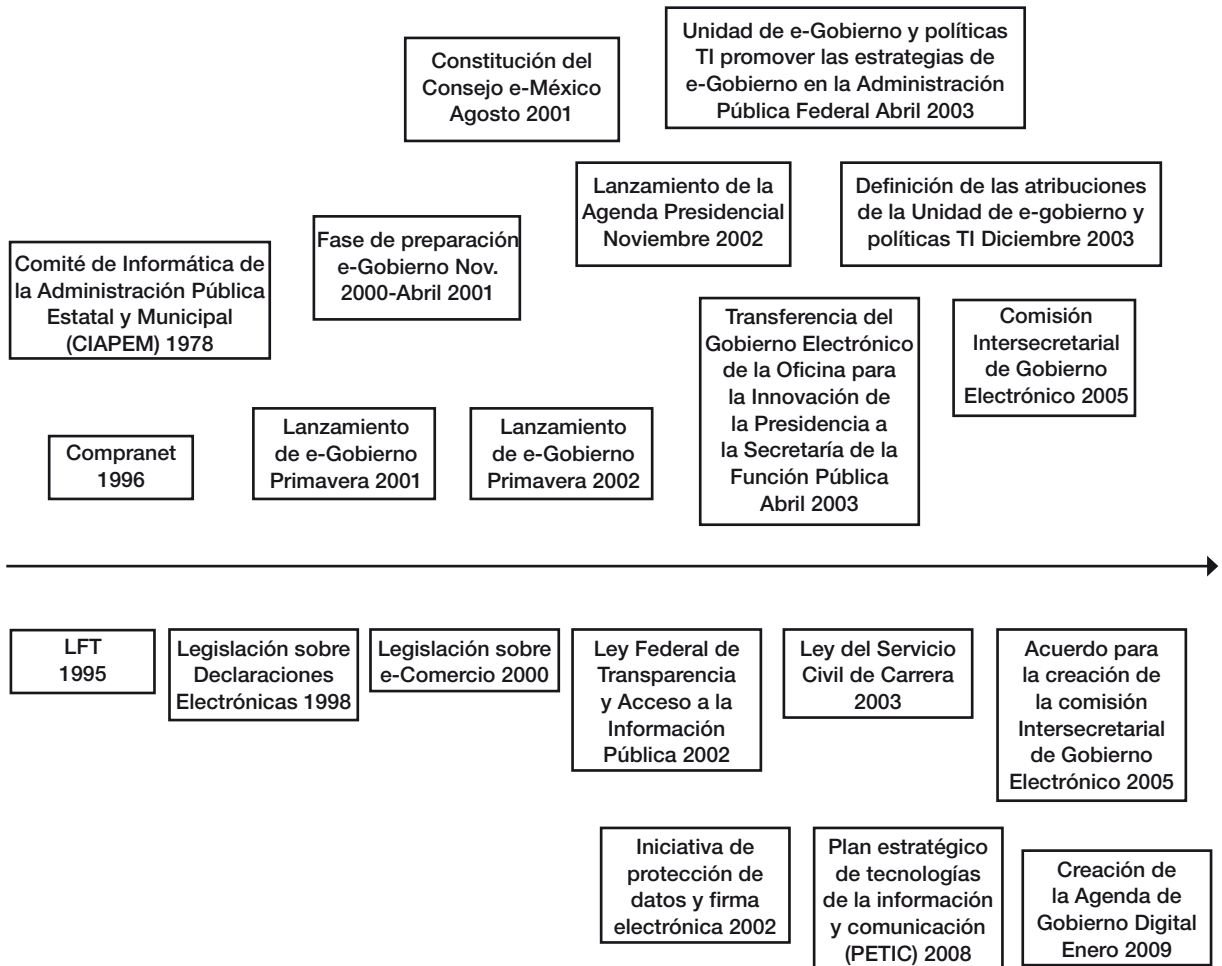 Constitución del
Consejo e-México
Agosto 2001
Unidad de e-Gobierno y políticas
TI promover las estrategias de
e-Gobierno en la Administración
Pública Federal Abril 2003
Comité de Informática de
la Administración Pública
Estatal y Municipal
(CIAPEM) 1978
Fase de preparación
e-Gobierno Nov.
2000-Abril 2001
Lanzamiento de la
Agenda Presidencial
Noviembre 2002
Definición de las atribuciones
de la Unidad de e-gobierno y
políticas TI Diciembre 2003
Compranet
1996
Lanzamiento
de e-Gobierno
Primavera 2001
Lanzamiento
de e-Gobierno
Primavera 2002
Transferencia del
Gobierno Electrónico
de la Oficina para
la Innovación de
la Presidencia a
la Secretaría de la
Función Pública
Abril 2003
Comisión
Intersecretarial
de Gobierno
Electrónico 2005
LFT
1995
Legislación sobre
Declaraciones
Electrónicas 1998
Legislación sobre
e-Comercio 2000
Ley Federal de
Transparencia
y Acceso a la
Información
Pública 2002
Ley del Servicio
Civil de Carrera
2003
Acuerdo para
la creación de
la comisión
Intersecretarial
de Gobierno
Electrónico 2005
Iniciativa de
protección de
datos y firma
electrónica 2002
Plan estratégico
de tecnologías
de la información
y comunicación
(PETIC) 2008
Creación de
la Agenda de
Gobierno Digital
Enero 2009